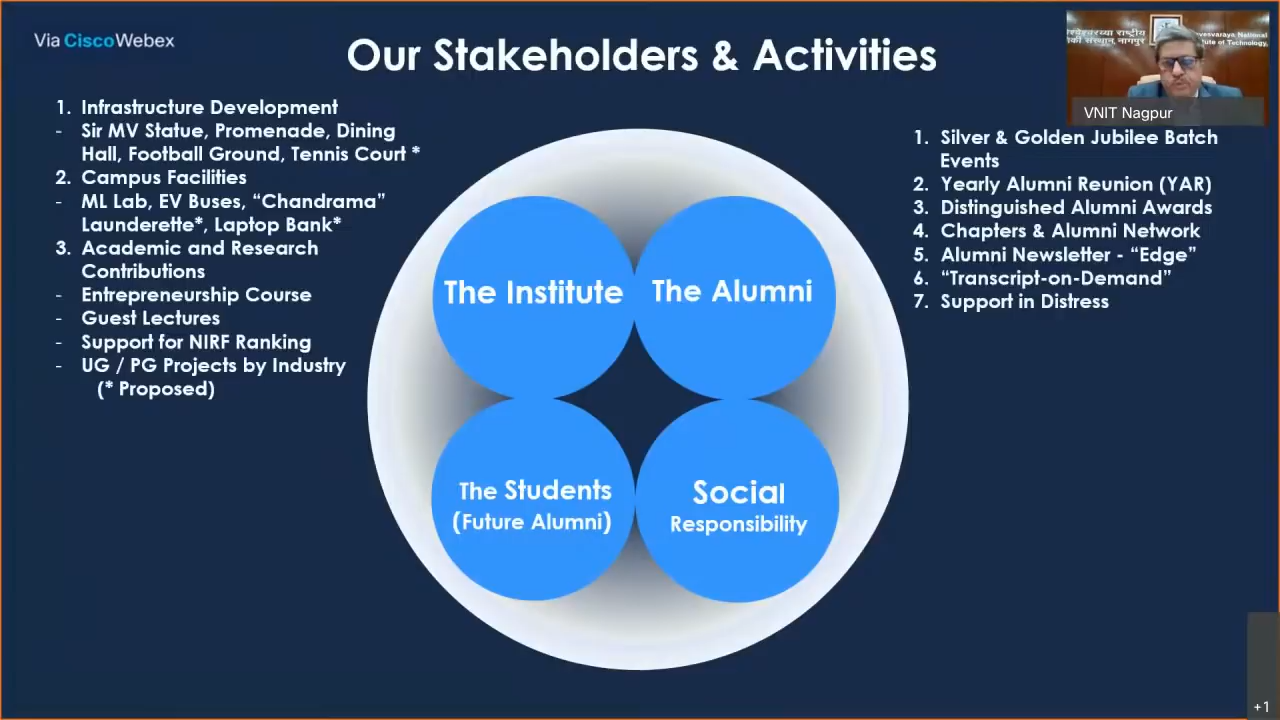 Via CiscoWebex
Our Stakeholders & Activities
1. Infrastructure Development
- Sir MV Statue, Promenade, Dining
Hall, Football Ground, Tennis Court *
2. Campus Facilities
- ML Lab, EV Buses, “Chandrama”
Launderette*, Laptop Bank*
3. Academic and Research
Contributions
- Entrepreneurship Course
- Guest Lectures
- Support for NIRF Ranking
- UG / PG Projects by Industry
(* Proposed)
The Institute
The Alumni
The Students
(Future Alumni)
Social
Responsibility
राष्ट्रीय
संस्थान, नागपुर
National
of Technology,
VNIT Nagpur
1. Silver & Golden Jubilee Batch
Events
2. Yearly Alumni Reunion (YAR)
3. Distinguished Alumni Awards
4. Chapters & Alumni Network
5. Alumni Newsletter - “Edge”
6. “Transcript-on-Demand”
7. Support in Distress
+1